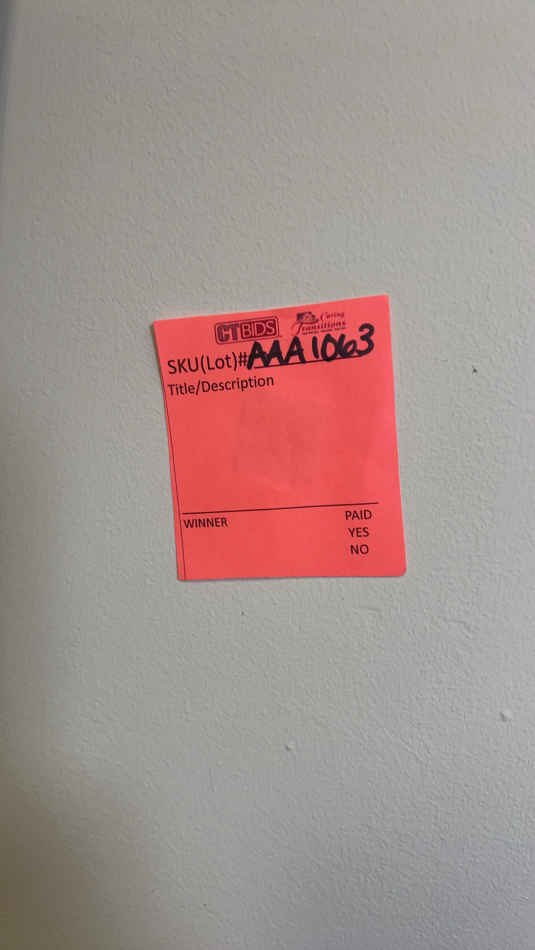 CTBIDS Caring Transitions
SKU(Lot)#AAA1063
Title/Description
WINNER PAID
YES
NO